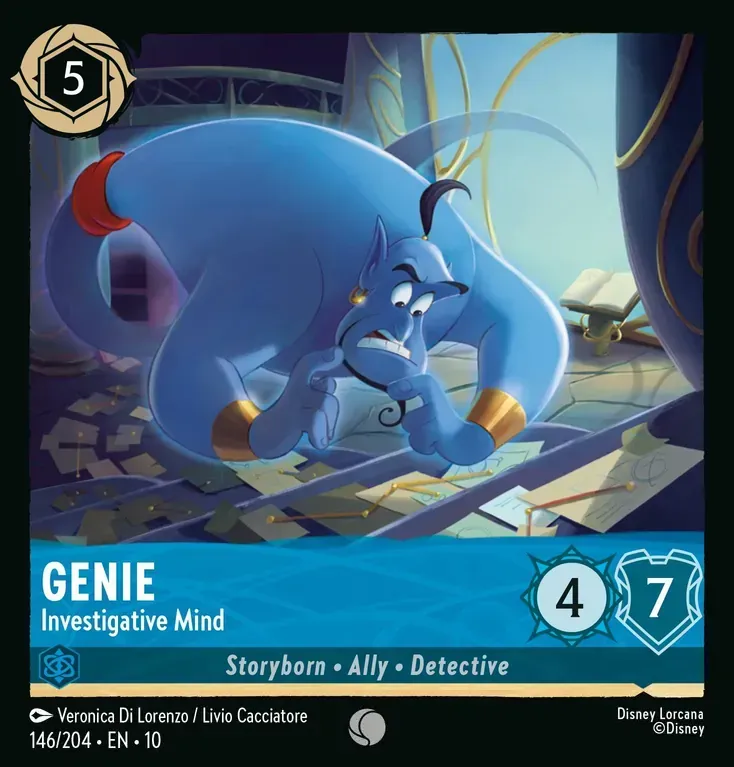 5
GENIE
Investigative Mind
4
7
Storyborn • Ally • Detective
Veronica Di Lorenzo / Livio Cacciatore
146/204 • EN • 10
Disney Lorcana
©Disney